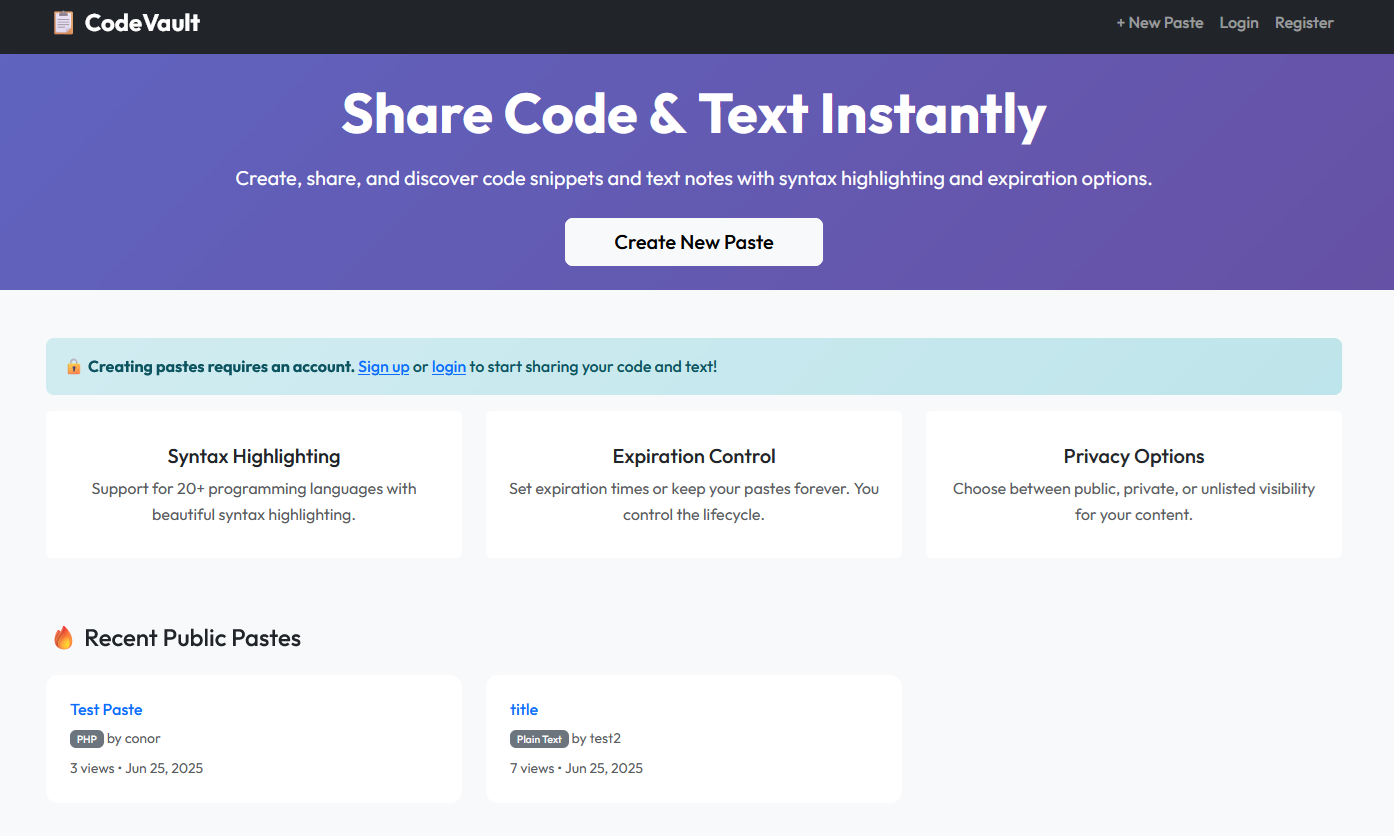 📋 CodeVault
+ New Paste Login Register
Share Code & Text Instantly
Create, share, and discover code snippets and text notes with syntax highlighting and expiration options.
Create New Paste
🔒 Creating pastes requires an account. Sign up or login to start sharing your code and text!
Syntax Highlighting
Support for 20+ programming languages with
beautiful syntax highlighting.
Expiration Control
Set expiration times or keep your pastes forever. You
control the lifecycle.
Privacy Options
Choose between public, private, or unlisted visibility
for your content.
🔥 Recent Public Pastes
Test Paste
PHP by conor
3 views • Jun 25, 2025
title
Plain Text by test2
7 views • Jun 25, 2025